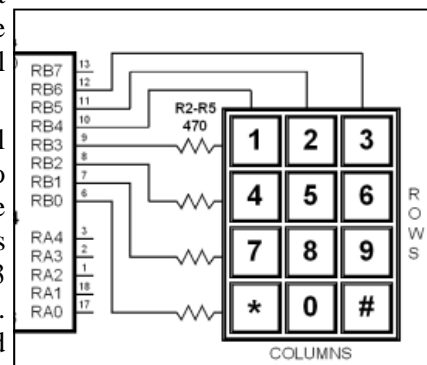 RB7 13
RB6 12
RB5 11
RB4 10
RB3 9
RB2 8
RB1 7
RB0 6
RA4 3
RA3 2
RA2 1
RA1 18
RA0 17
R2-R5
470
1 2 3
4 5 6
7 8 9
* 0 #
ROWS
COLUMNS